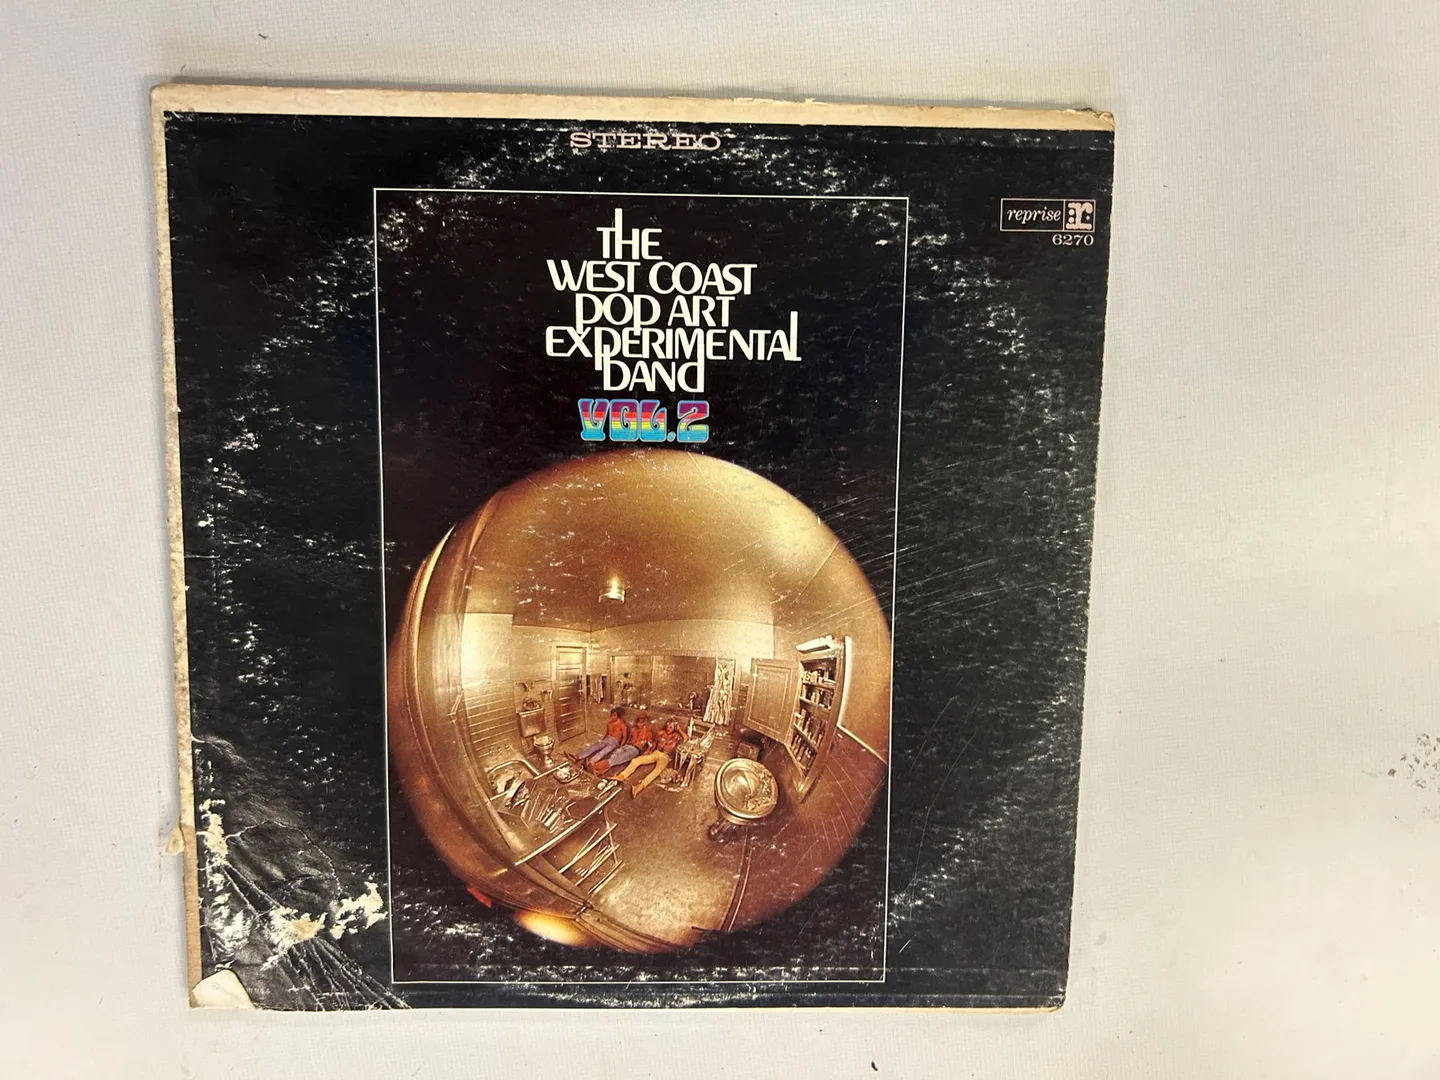 STEREO
reprise r:
6270
THE
WEST COAST
POP ART
EXPERIMENTAL
BAND
VOL.2